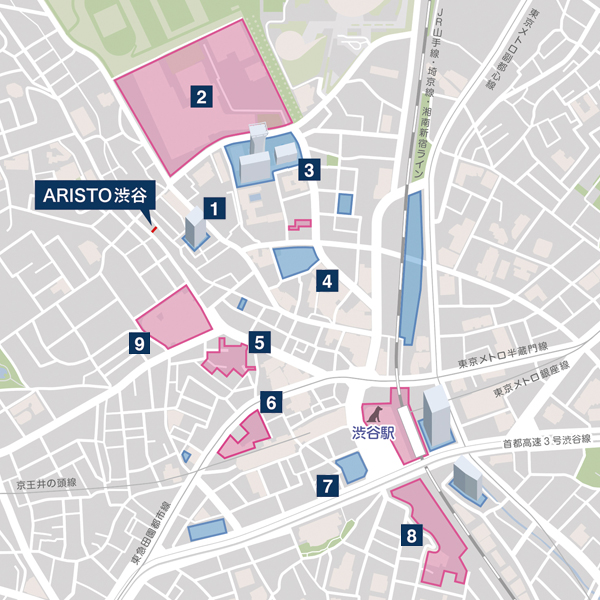 JR山手線・埼京線・湘南新宿ライン
東京メトロ副都心線
2
3
ARISTO渋谷
1
4
9
5
東京メトロ半蔵門線
東京メトロ銀座線
6
渋谷駅
首都高速3号渋谷線
京王井の頭線
7
東急田園都市線
8